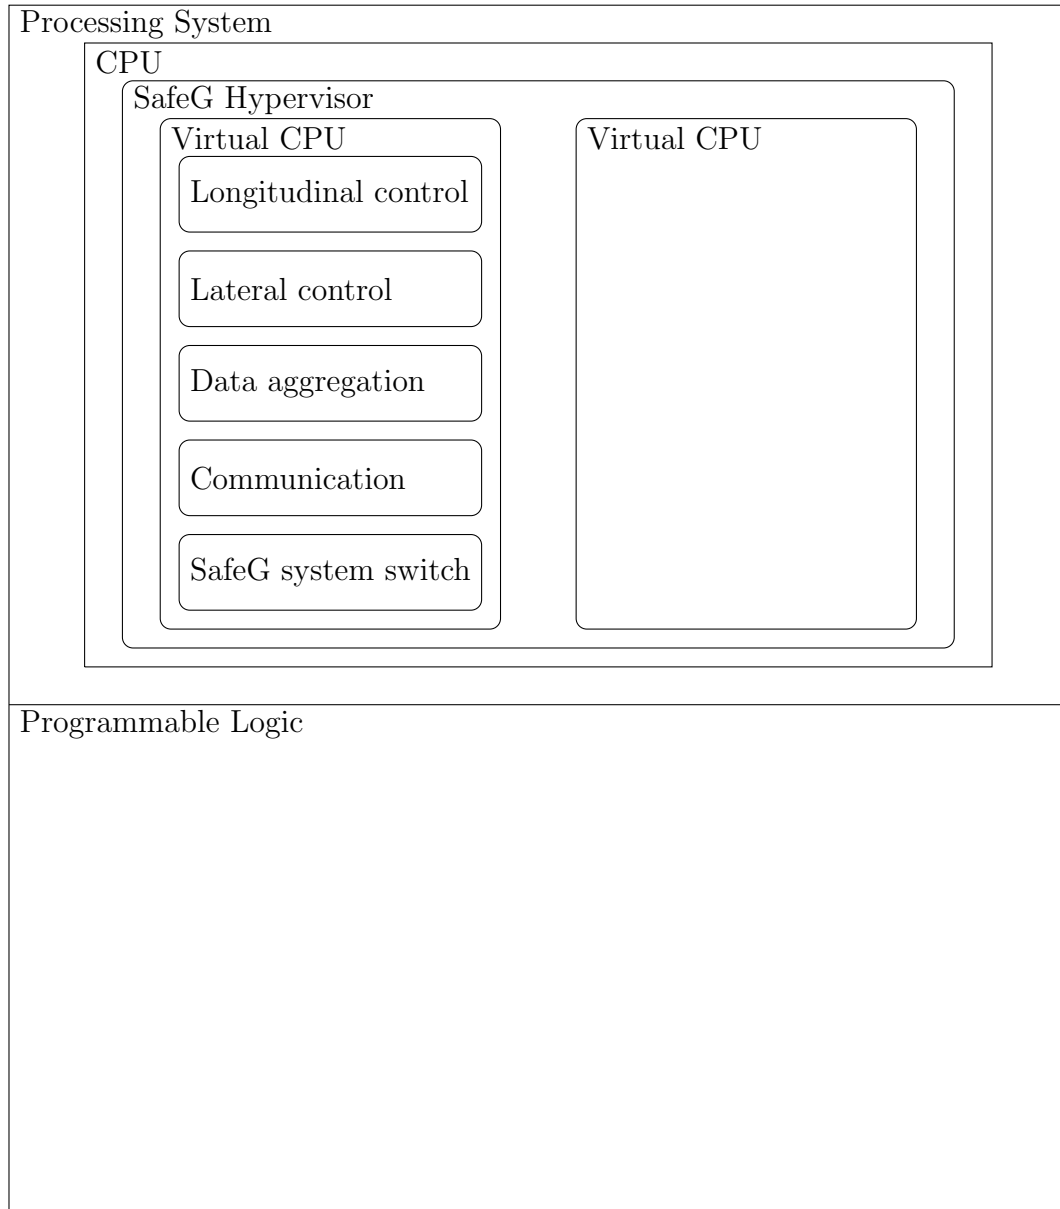 Processing System
CPU
SafeG Hypervisor
Virtual CPU
Longitudinal control
Lateral control
Data aggregation
Communication
SafeG system switch
Virtual CPU
Programmable Logic